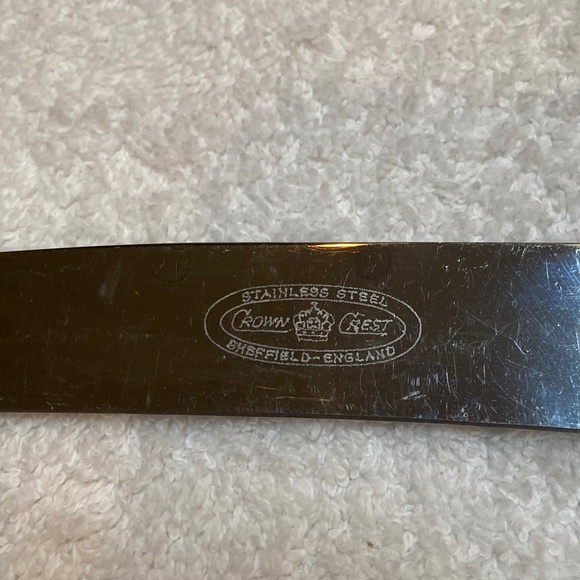 STAINLESS STEEL
CROWN CREST
SHEFFIELD-ENGLAND